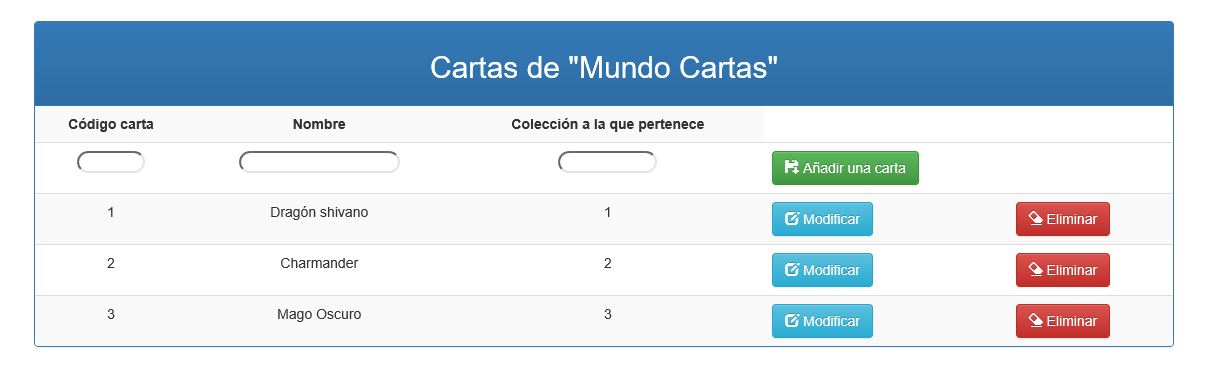 Cartas de "Mundo Cartas"
Código carta Nombre Colección a la que pertenece
Añadir una carta
1 Dragón shivano 1 Modificar Eliminar
2 Charmander 2 Modificar Eliminar
3 Mago Oscuro 3 Modificar Eliminar